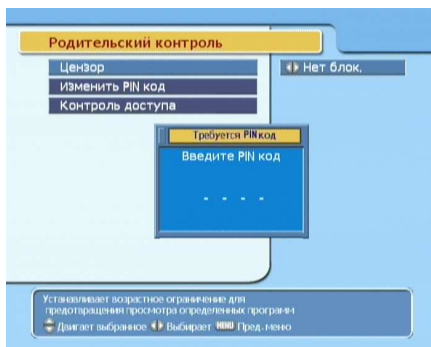 Родительский контроль
Цензор
Нет блок.
Изменить PIN код
Контроль доступа
Требуется PIN код
Введите PIN код
- - - -
Устанавливает возрастное ограничение для
предотвращения просмотра определенных программ
Двигает выбранное Выбирает MENU Пред. меню